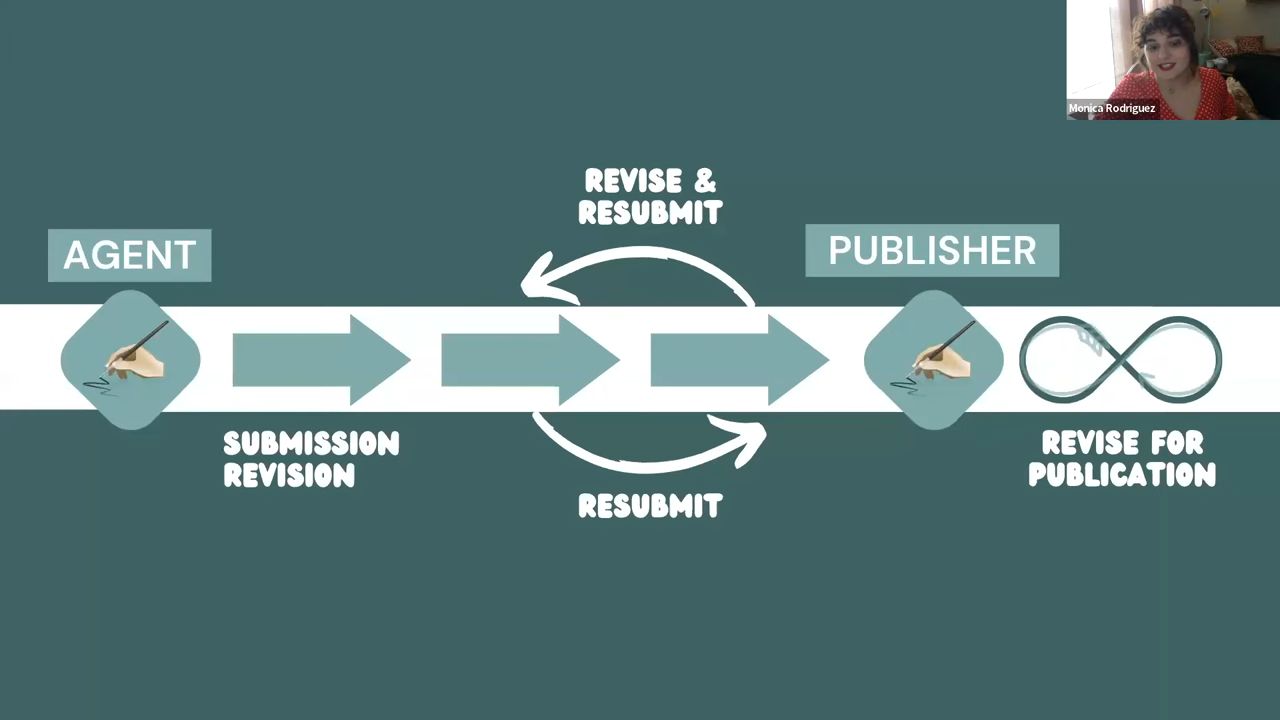 Monica Rodriguez
REVISE &
RESUBMIT
AGENT
PUBLISHER
SUBMISSION
REVISION
REVISE FOR
PUBLICATION
RESUBMIT